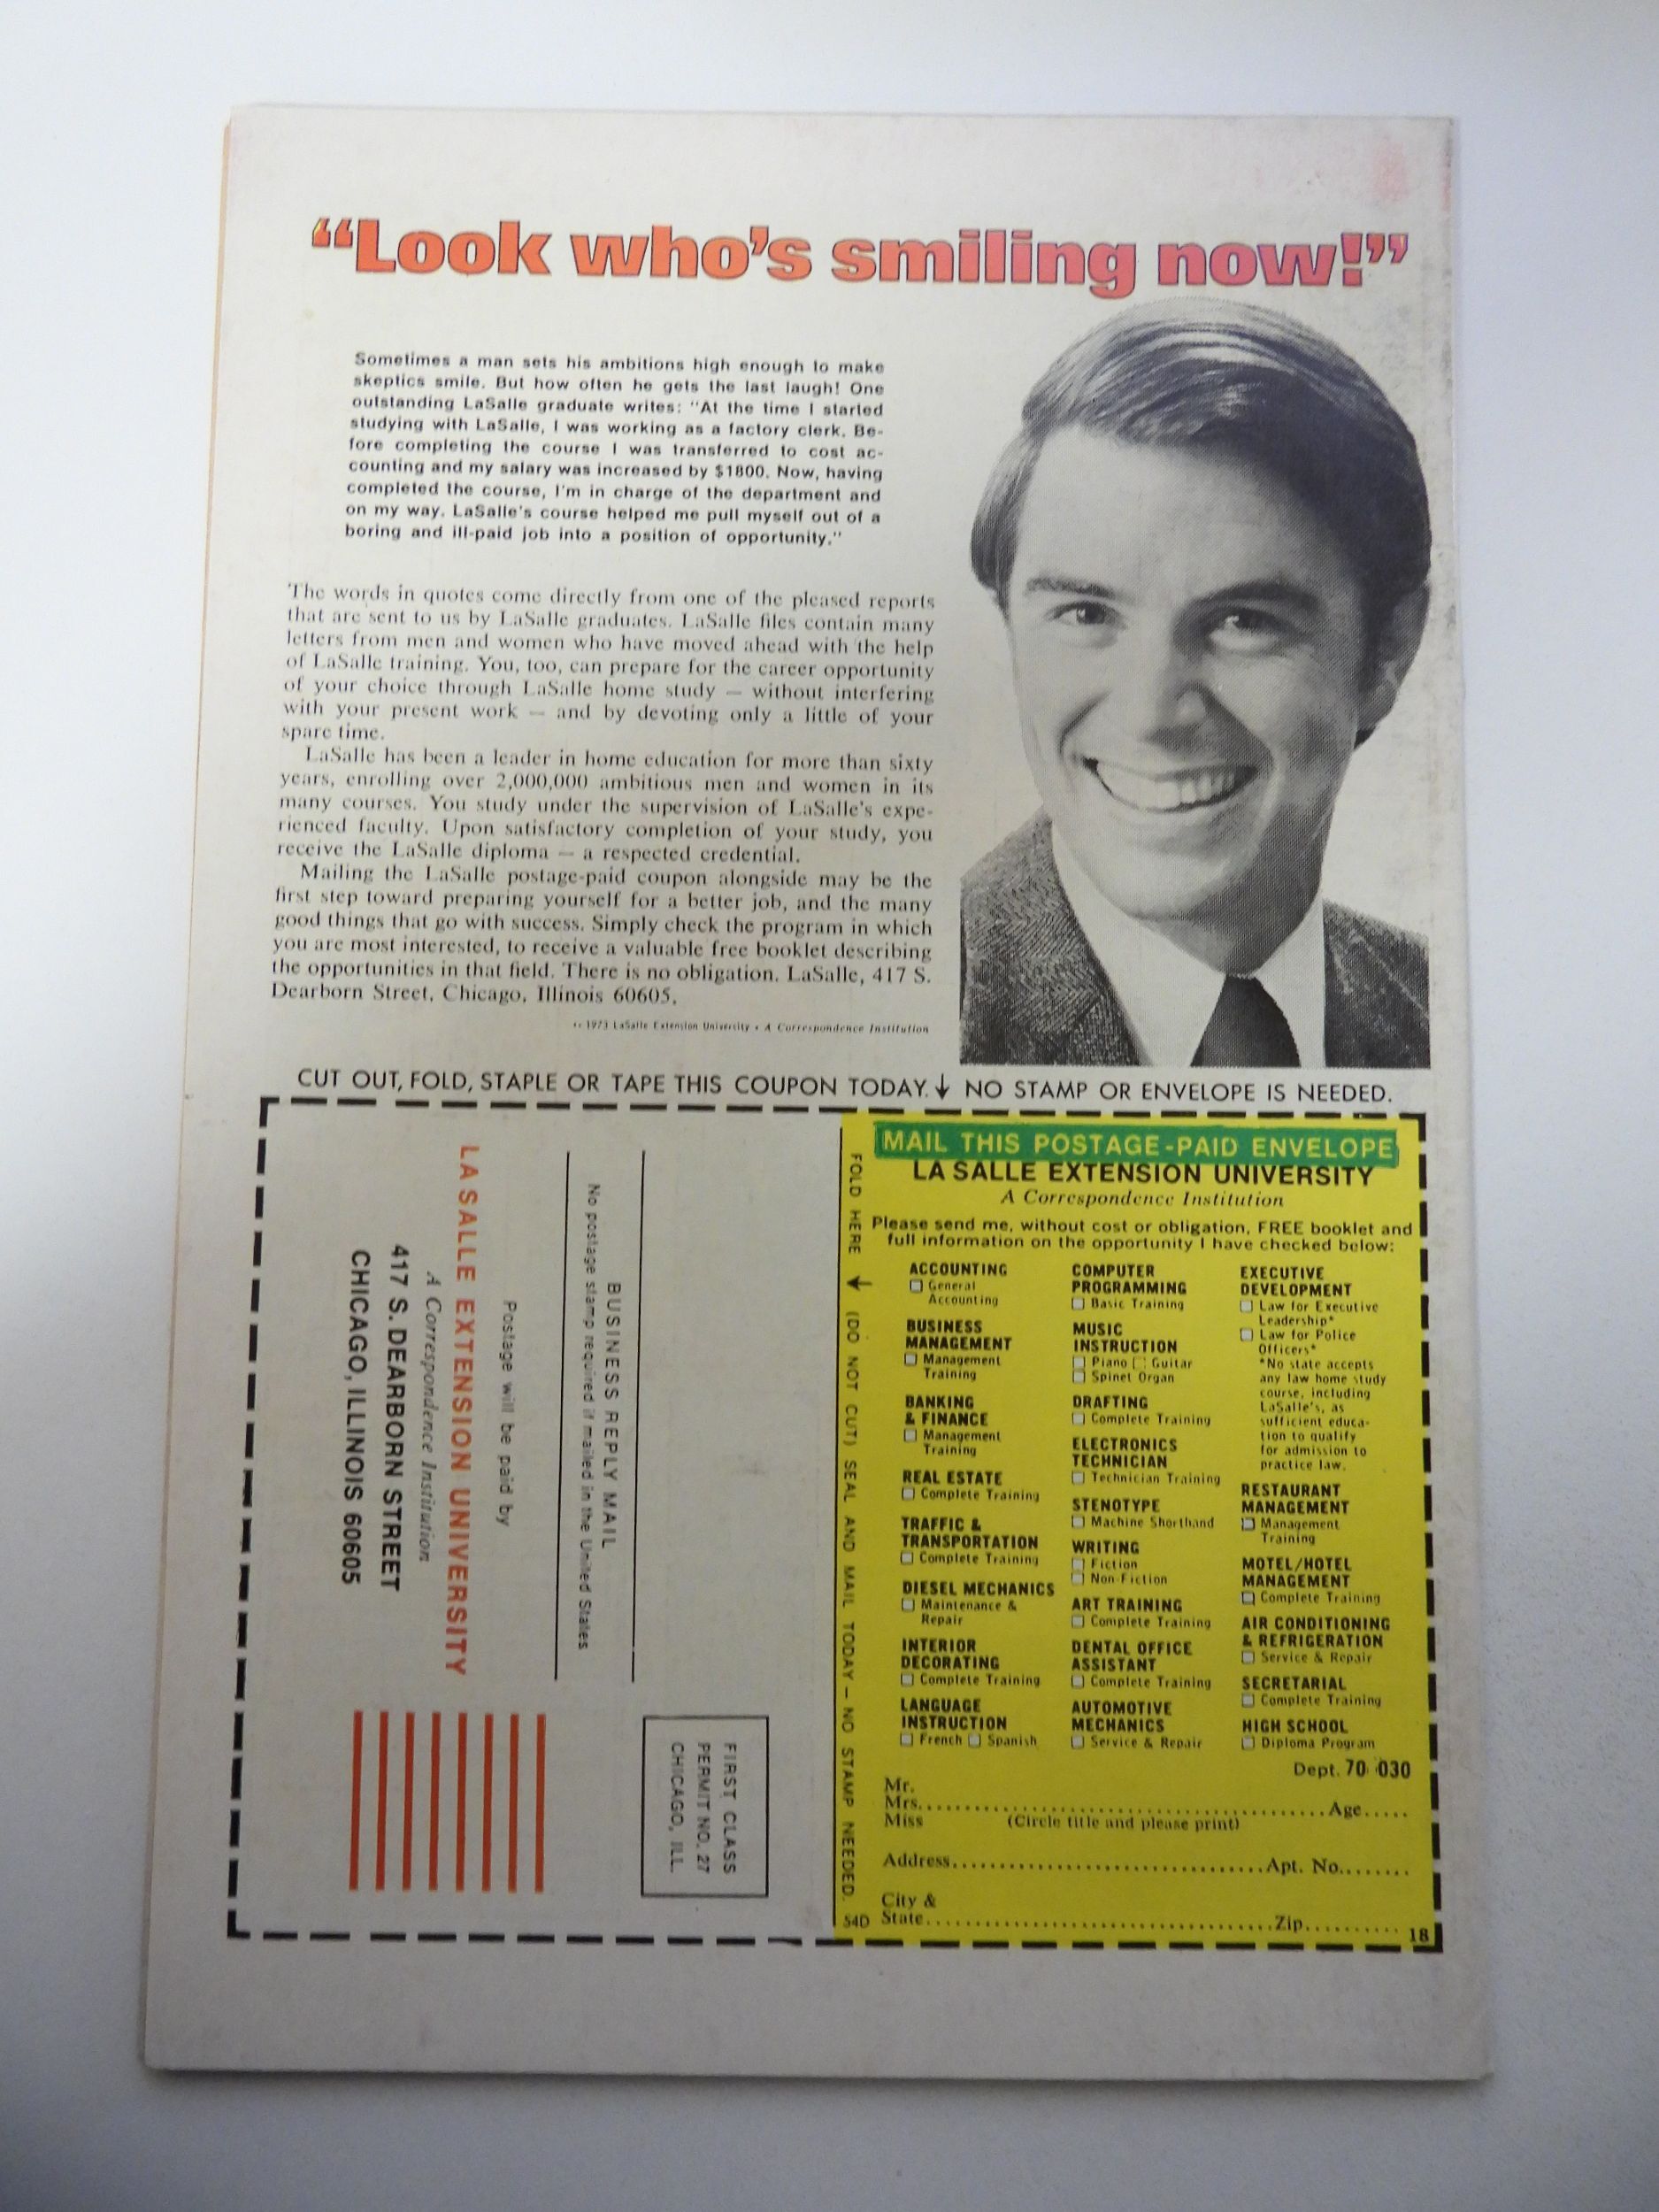 “Look who’s smiling now!”
Sometimes a man sets his ambitions high enough to make
skeptics smile. But how often he gets the last laugh! One
outstanding LaSalle graduate writes: “At the time I started
studying with LaSalle, I was working as a factory clerk. Be-
fore completing the course I was transferred to cost ac-
counting and my salary was increased by $1800. Now, having
completed the course, I’m in charge of the department and
on my way. LaSalle’s course helped me pull myself out of a
boring and ill-paid job into a position of opportunity.”
The words in quotes come directly from one of the pleased reports
that are sent to us by LaSalle graduates. LaSalle files contain many
letters from men and women who have moved ahead with the help
of LaSalle training. You, too, can prepare for the career opportunity
of your choice through LaSalle home study — without interfering
with your present work — and by devoting only a little of your
spare time.
LaSalle has been a leader in home education for more than sixty
years, enrolling over 2,000,000 ambitious men and women in its
many courses. You study under the supervision of LaSalle’s expe-
rienced faculty. Upon satisfactory completion of your study, you
receive the LaSalle diploma — a respected credential.
Mailing the LaSalle postage-paid coupon alongside may be the
first step toward preparing yourself for a better job, and the many
good things that go with success. Simply check the program in which
you are most interested, to receive a valuable free booklet describing
the opportunities in that field. There is no obligation. LaSalle, 417 S.
Dearborn Street, Chicago, Illinois 60605.
© 1973 LaSalle Extension University • A Correspondence Institution
CUT OUT, FOLD, STAPLE OR TAPE THIS COUPON TODAY. ↓ NO STAMP OR ENVELOPE IS NEEDED.
FIRST CLASS
PERMIT NO. 27
CHICAGO, ILL.
BUSINESS REPLY MAIL
No postage stamp required if mailed in the United States
Postage will be paid by
LA SALLE EXTENSION UNIVERSITY
A Correspondence Institution
417 S. DEARBORN STREET
CHICAGO, ILLINOIS 60605
FOLD HERE → (DO NOT CUT) SEAL AND MAIL TODAY — NO STAMP NEEDED.
MAIL THIS POSTAGE-PAID ENVELOPE
LA SALLE EXTENSION UNIVERSITY
A Correspondence Institution
Please send me, without cost or obligation, FREE booklet and
full information on the opportunity I have checked below:
ACCOUNTING
☐ General
Accounting
BUSINESS
MANAGEMENT
☐ Management
Training
BANKING
& FINANCE
☐ Management
Training
REAL ESTATE
☐ Complete Training
TRAFFIC &
TRANSPORTATION
☐ Complete Training
DIESEL MECHANICS
☐ Maintenance &
Repair
INTERIOR
DECORATING
☐ Complete Training
LANGUAGE
INSTRUCTION
☐ French ☐ Spanish
COMPUTER
PROGRAMMING
☐ Basic Training
MUSIC
INSTRUCTION
☐ Piano ☐ Guitar
☐ Spinet Organ
DRAFTING
☐ Complete Training
ELECTRONICS
TECHNICIAN
☐ Technician Training
STENOTYPE
☐ Machine Shorthand
WRITING
☐ Fiction
☐ Non-Fiction
ART TRAINING
☐ Complete Training
DENTAL OFFICE
ASSISTANT
☐ Complete Training
AUTOMOTIVE
MECHANICS
☐ Service & Repair
EXECUTIVE
DEVELOPMENT
☐ Law for Executive
Leadership*
☐ Law for Police
Officers*
*No state accepts
any law home study
course, including
LaSalle’s, as
sufficient educa-
tion to qualify
for admission to
practice law.
RESTAURANT
MANAGEMENT
☐ Management
Training
MOTEL/HOTEL
MANAGEMENT
☐ Complete Training
AIR CONDITIONING
& REFRIGERATION
☐ Service & Repair
SECRETARIAL
☐ Complete Training
HIGH SCHOOL
☐ Diploma Program
Dept. 70-030
Mr.
Mrs. Age
Miss (Circle title and please print)
Address Apt. No.
City &
State Zip
54D
18